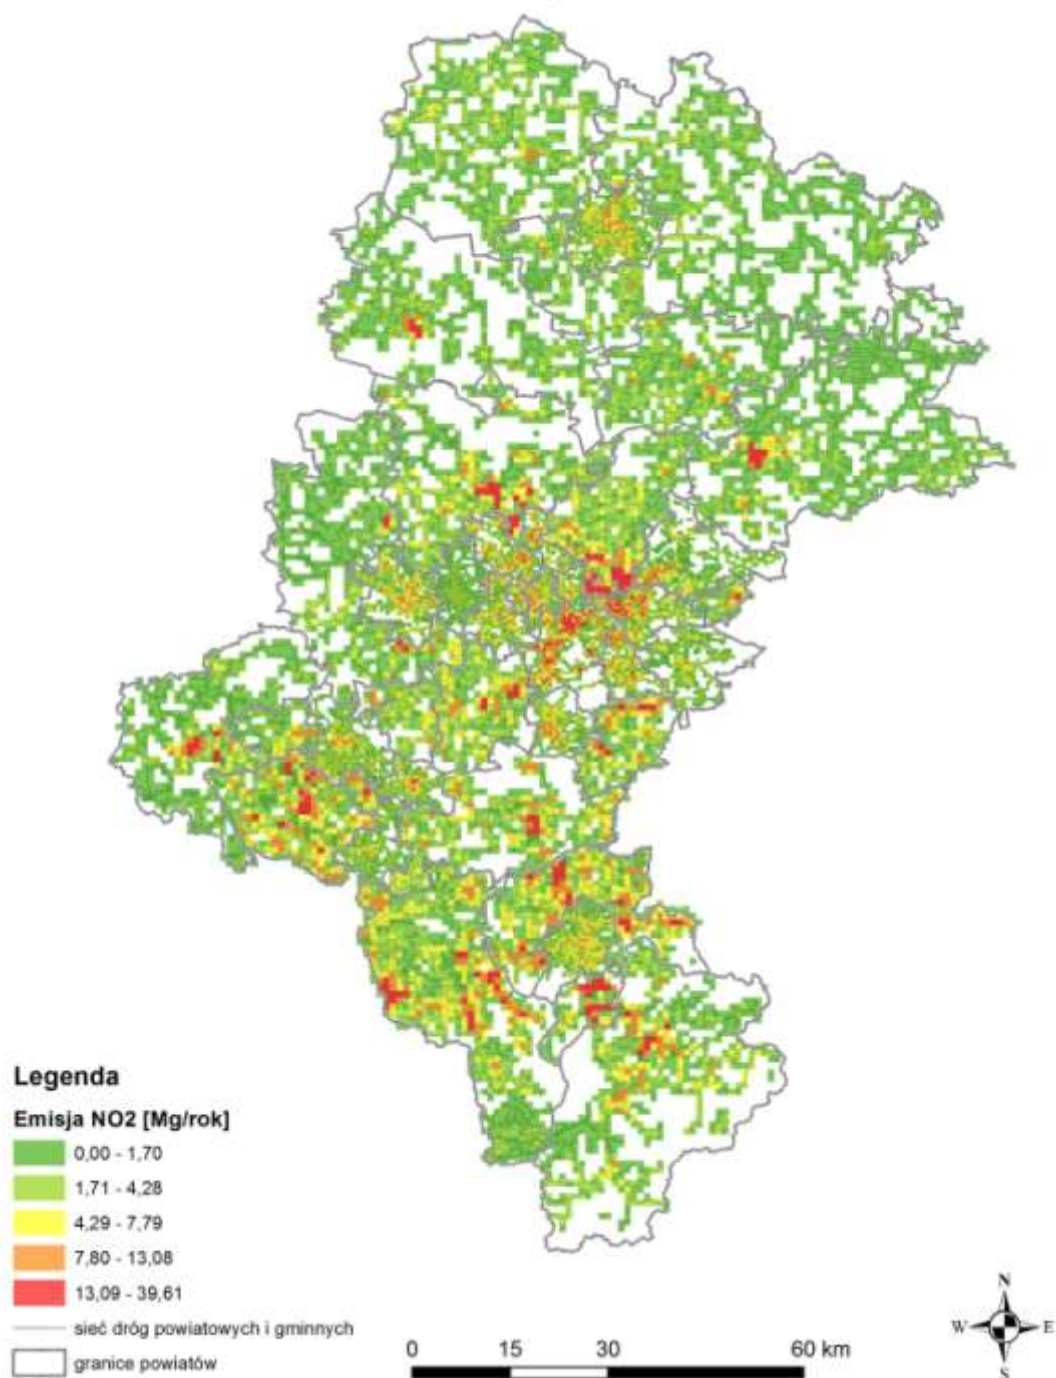 Legenda
Emisja NO2 [Mg/rok]
0,00 - 1,70
1,71 - 4,28
4,29 - 7,79
7,80 - 13,08
13,09 - 39,61
sieć dróg powiatowych i gminnych
granice powiatów
0 15 30 60 km
N
W E
S